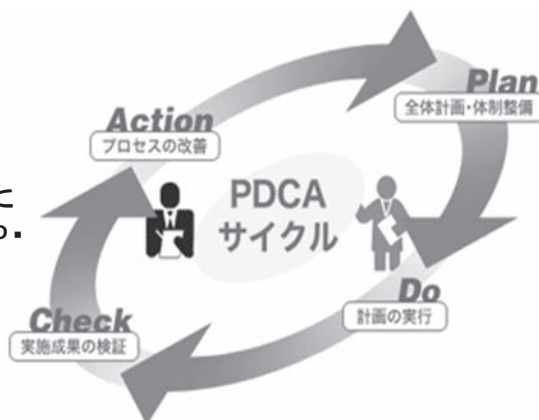 Plan
全体計画・体制整備
Action
プロセスの改善
PDCA
サイクル
Do
計画の実行
Check
実施成果の検証